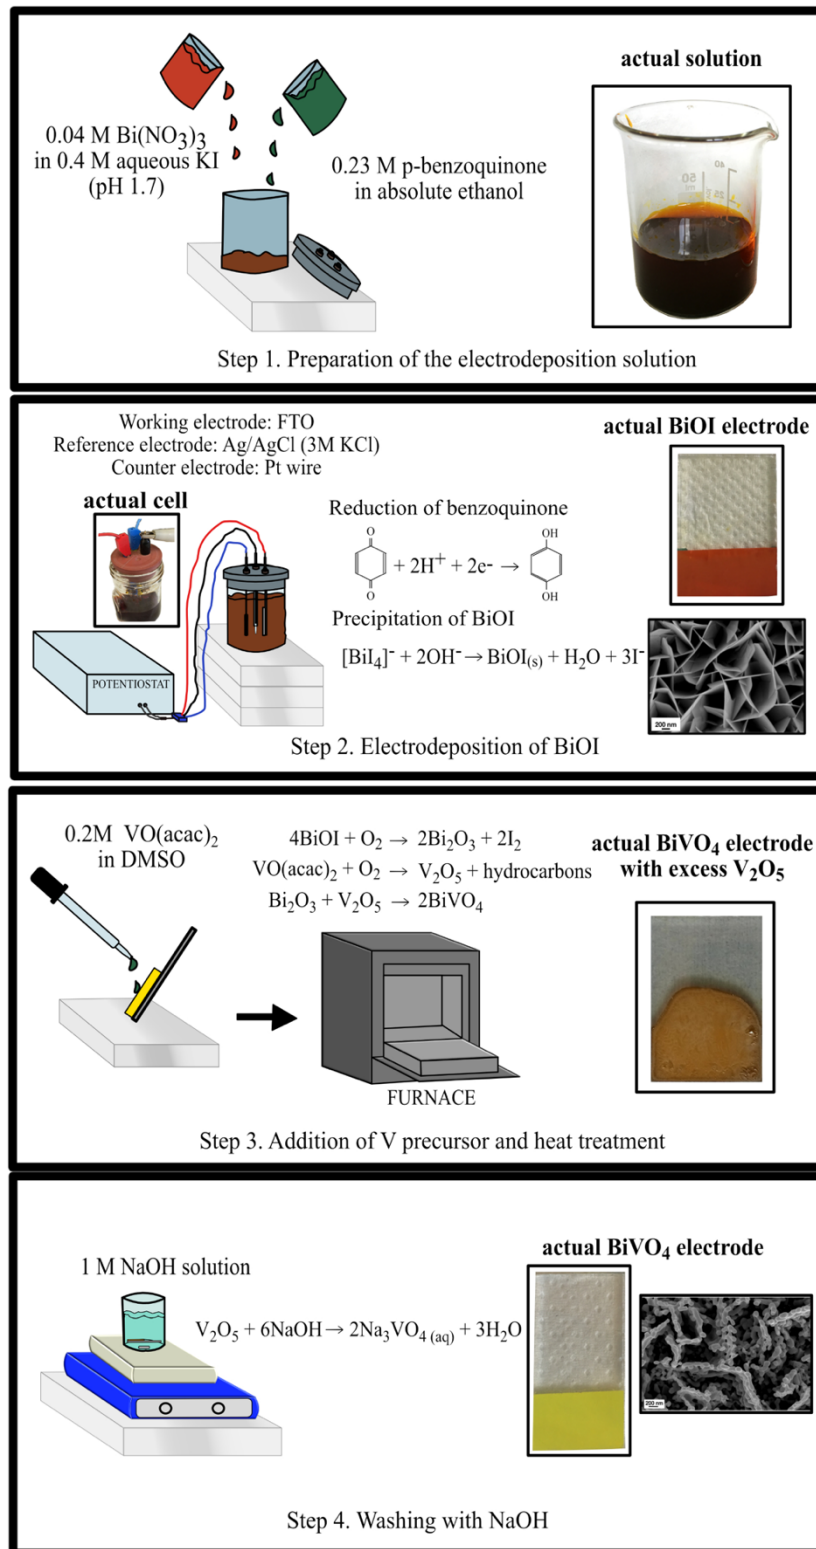 actual solution
0.04 M Bi(NO₃)₃
in 0.4 M aqueous KI
(pH 1.7)
0.23 M p-benzoquinone
in absolute ethanol
40
50
ml
25
Step 1. Preparation of the electrodeposition solution
Working electrode: FTO
Reference electrode: Ag/AgCl (3M KCl)
Counter electrode: Pt wire
actual BiOI electrode
actual cell
Reduction of benzoquinone
O
O
+ 2H⁺ + 2e- →
OH
OH
Precipitation of BiOI
[BiI₄]⁻ + 2OH⁻ → BiOI₍s₎ + H₂O + 3I⁻
POTENTIOSTAT
200 nm
Step 2. Electrodeposition of BiOI
0.2M VO(acac)₂
in DMSO
4BiOI + O₂ → 2Bi₂O₃ + 2I₂
VO(acac)₂ + O₂ → V₂O₅ + hydrocarbons
Bi₂O₃ + V₂O₅ → 2BiVO₄
actual BiVO₄ electrode
with excess V₂O₅
FURNACE
Step 3. Addition of V precursor and heat treatment
actual BiVO₄ electrode
1 M NaOH solution
V₂O₅ + 6NaOH → 2Na₃VO₄ (aq) + 3H₂O
200 nm
Step 4. Washing with NaOH